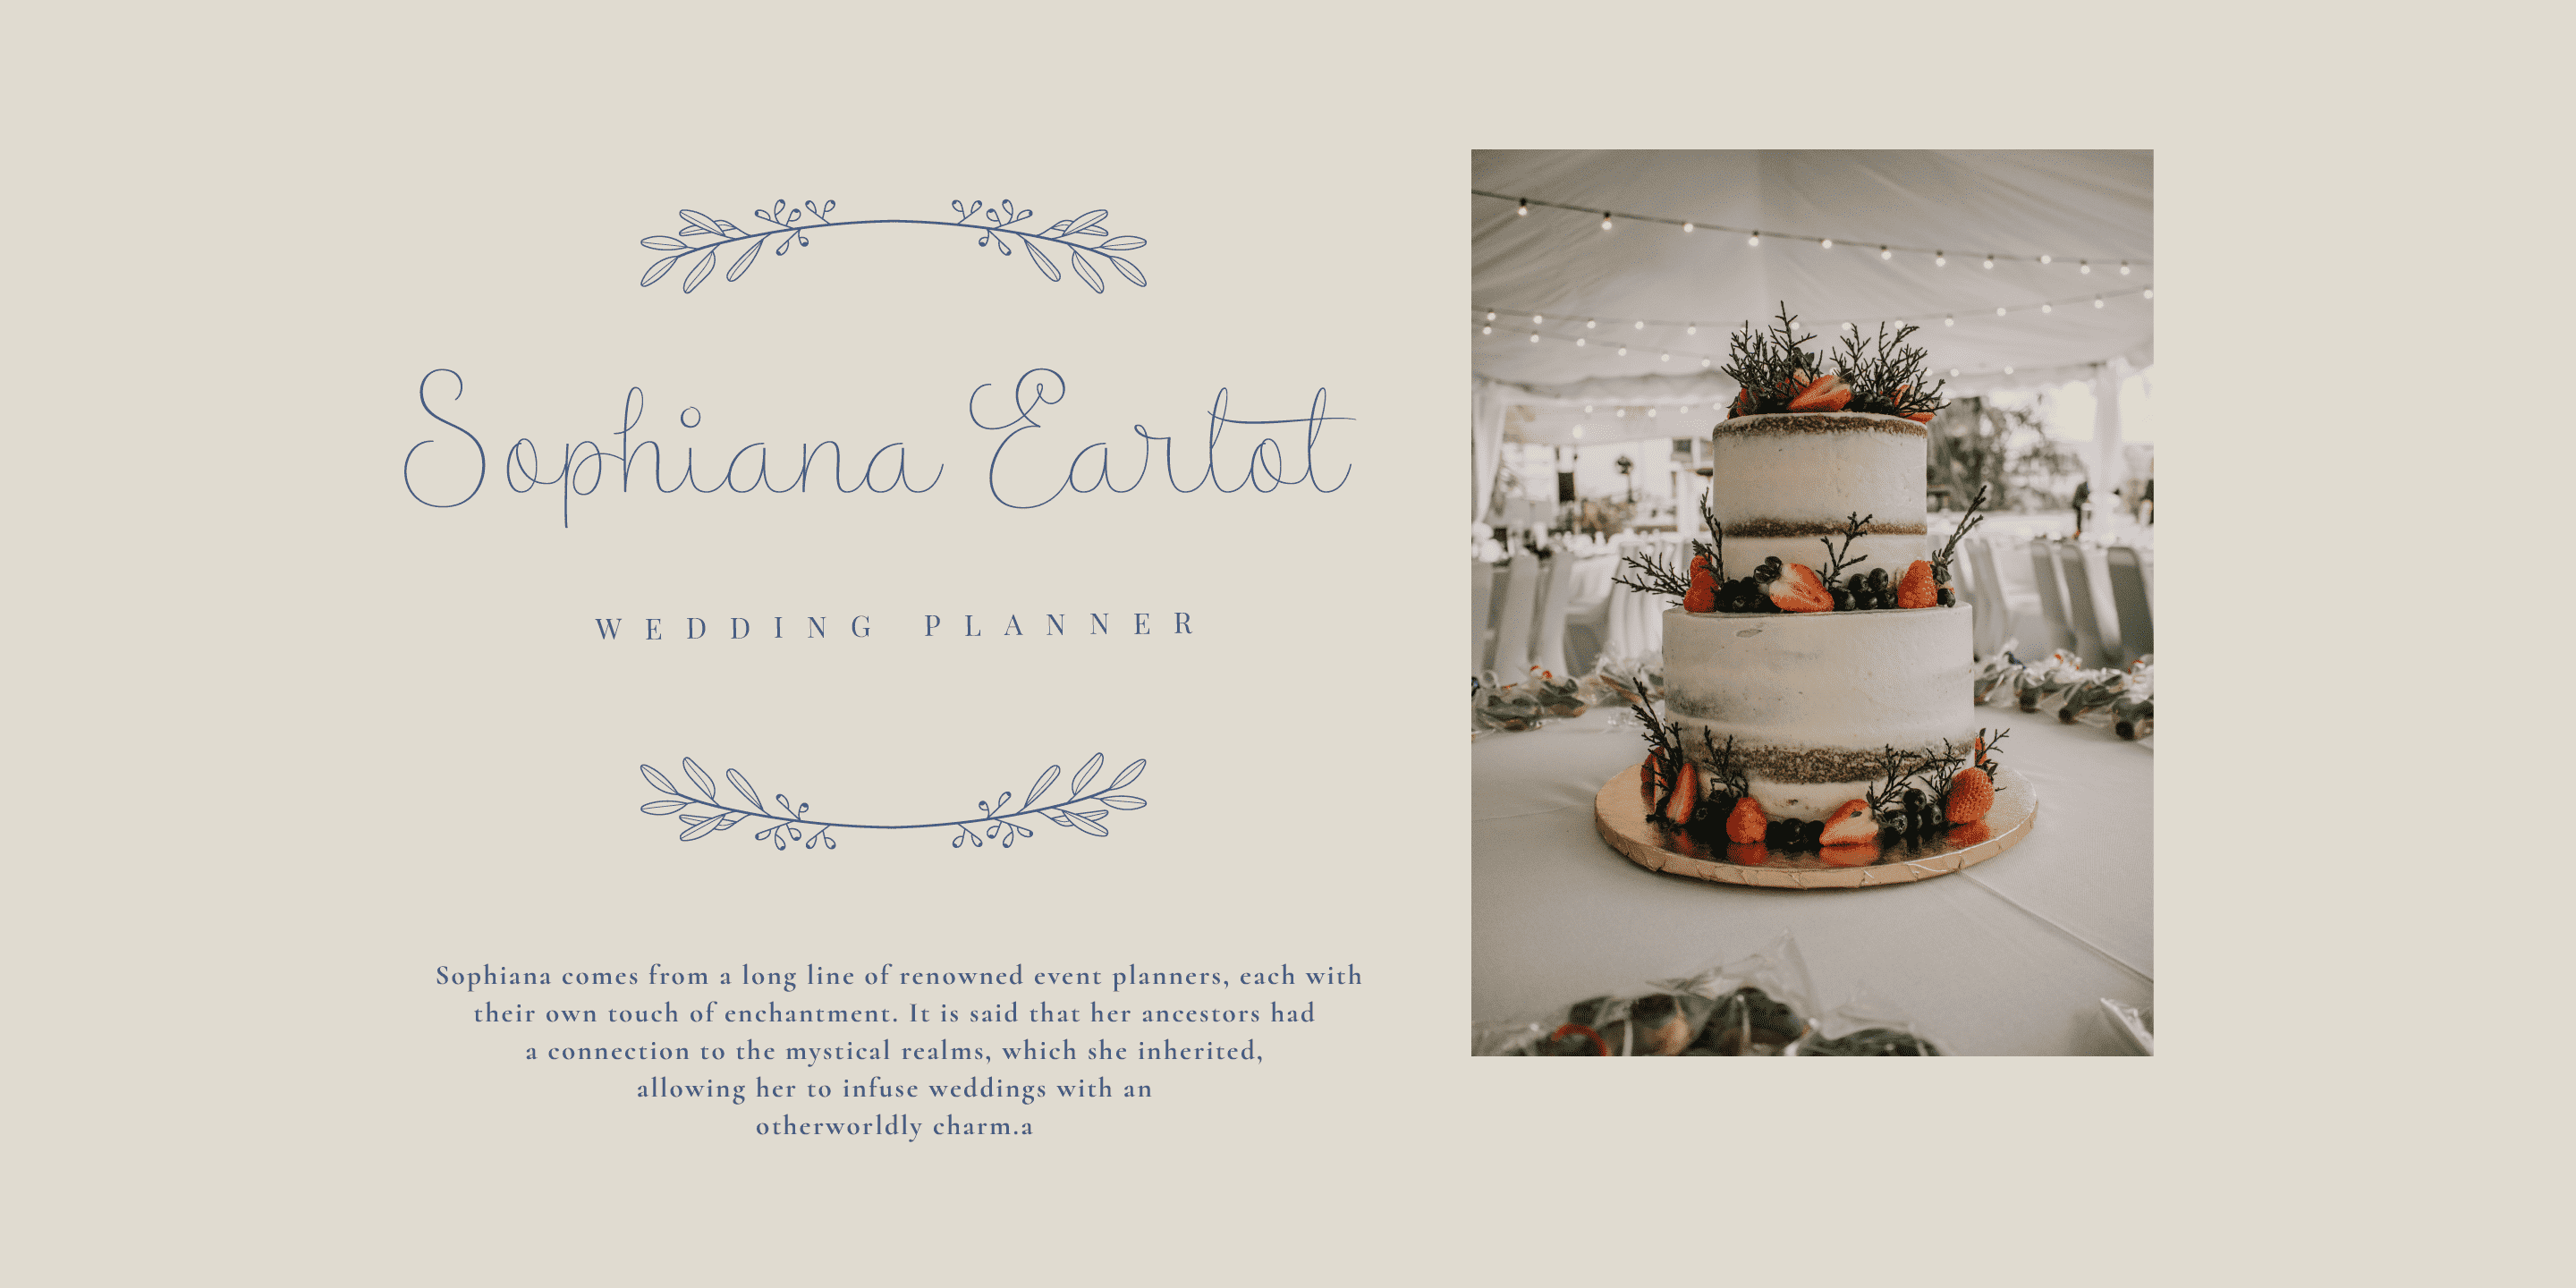 Sophiana Eartot
WEDDING PLANNER
Sophiana comes from a long line of renowned event planners, each with
their own touch of enchantment. It is said that her ancestors had
a connection to the mystical realms, which she inherited,
allowing her to infuse weddings with an
otherworldly charm.a